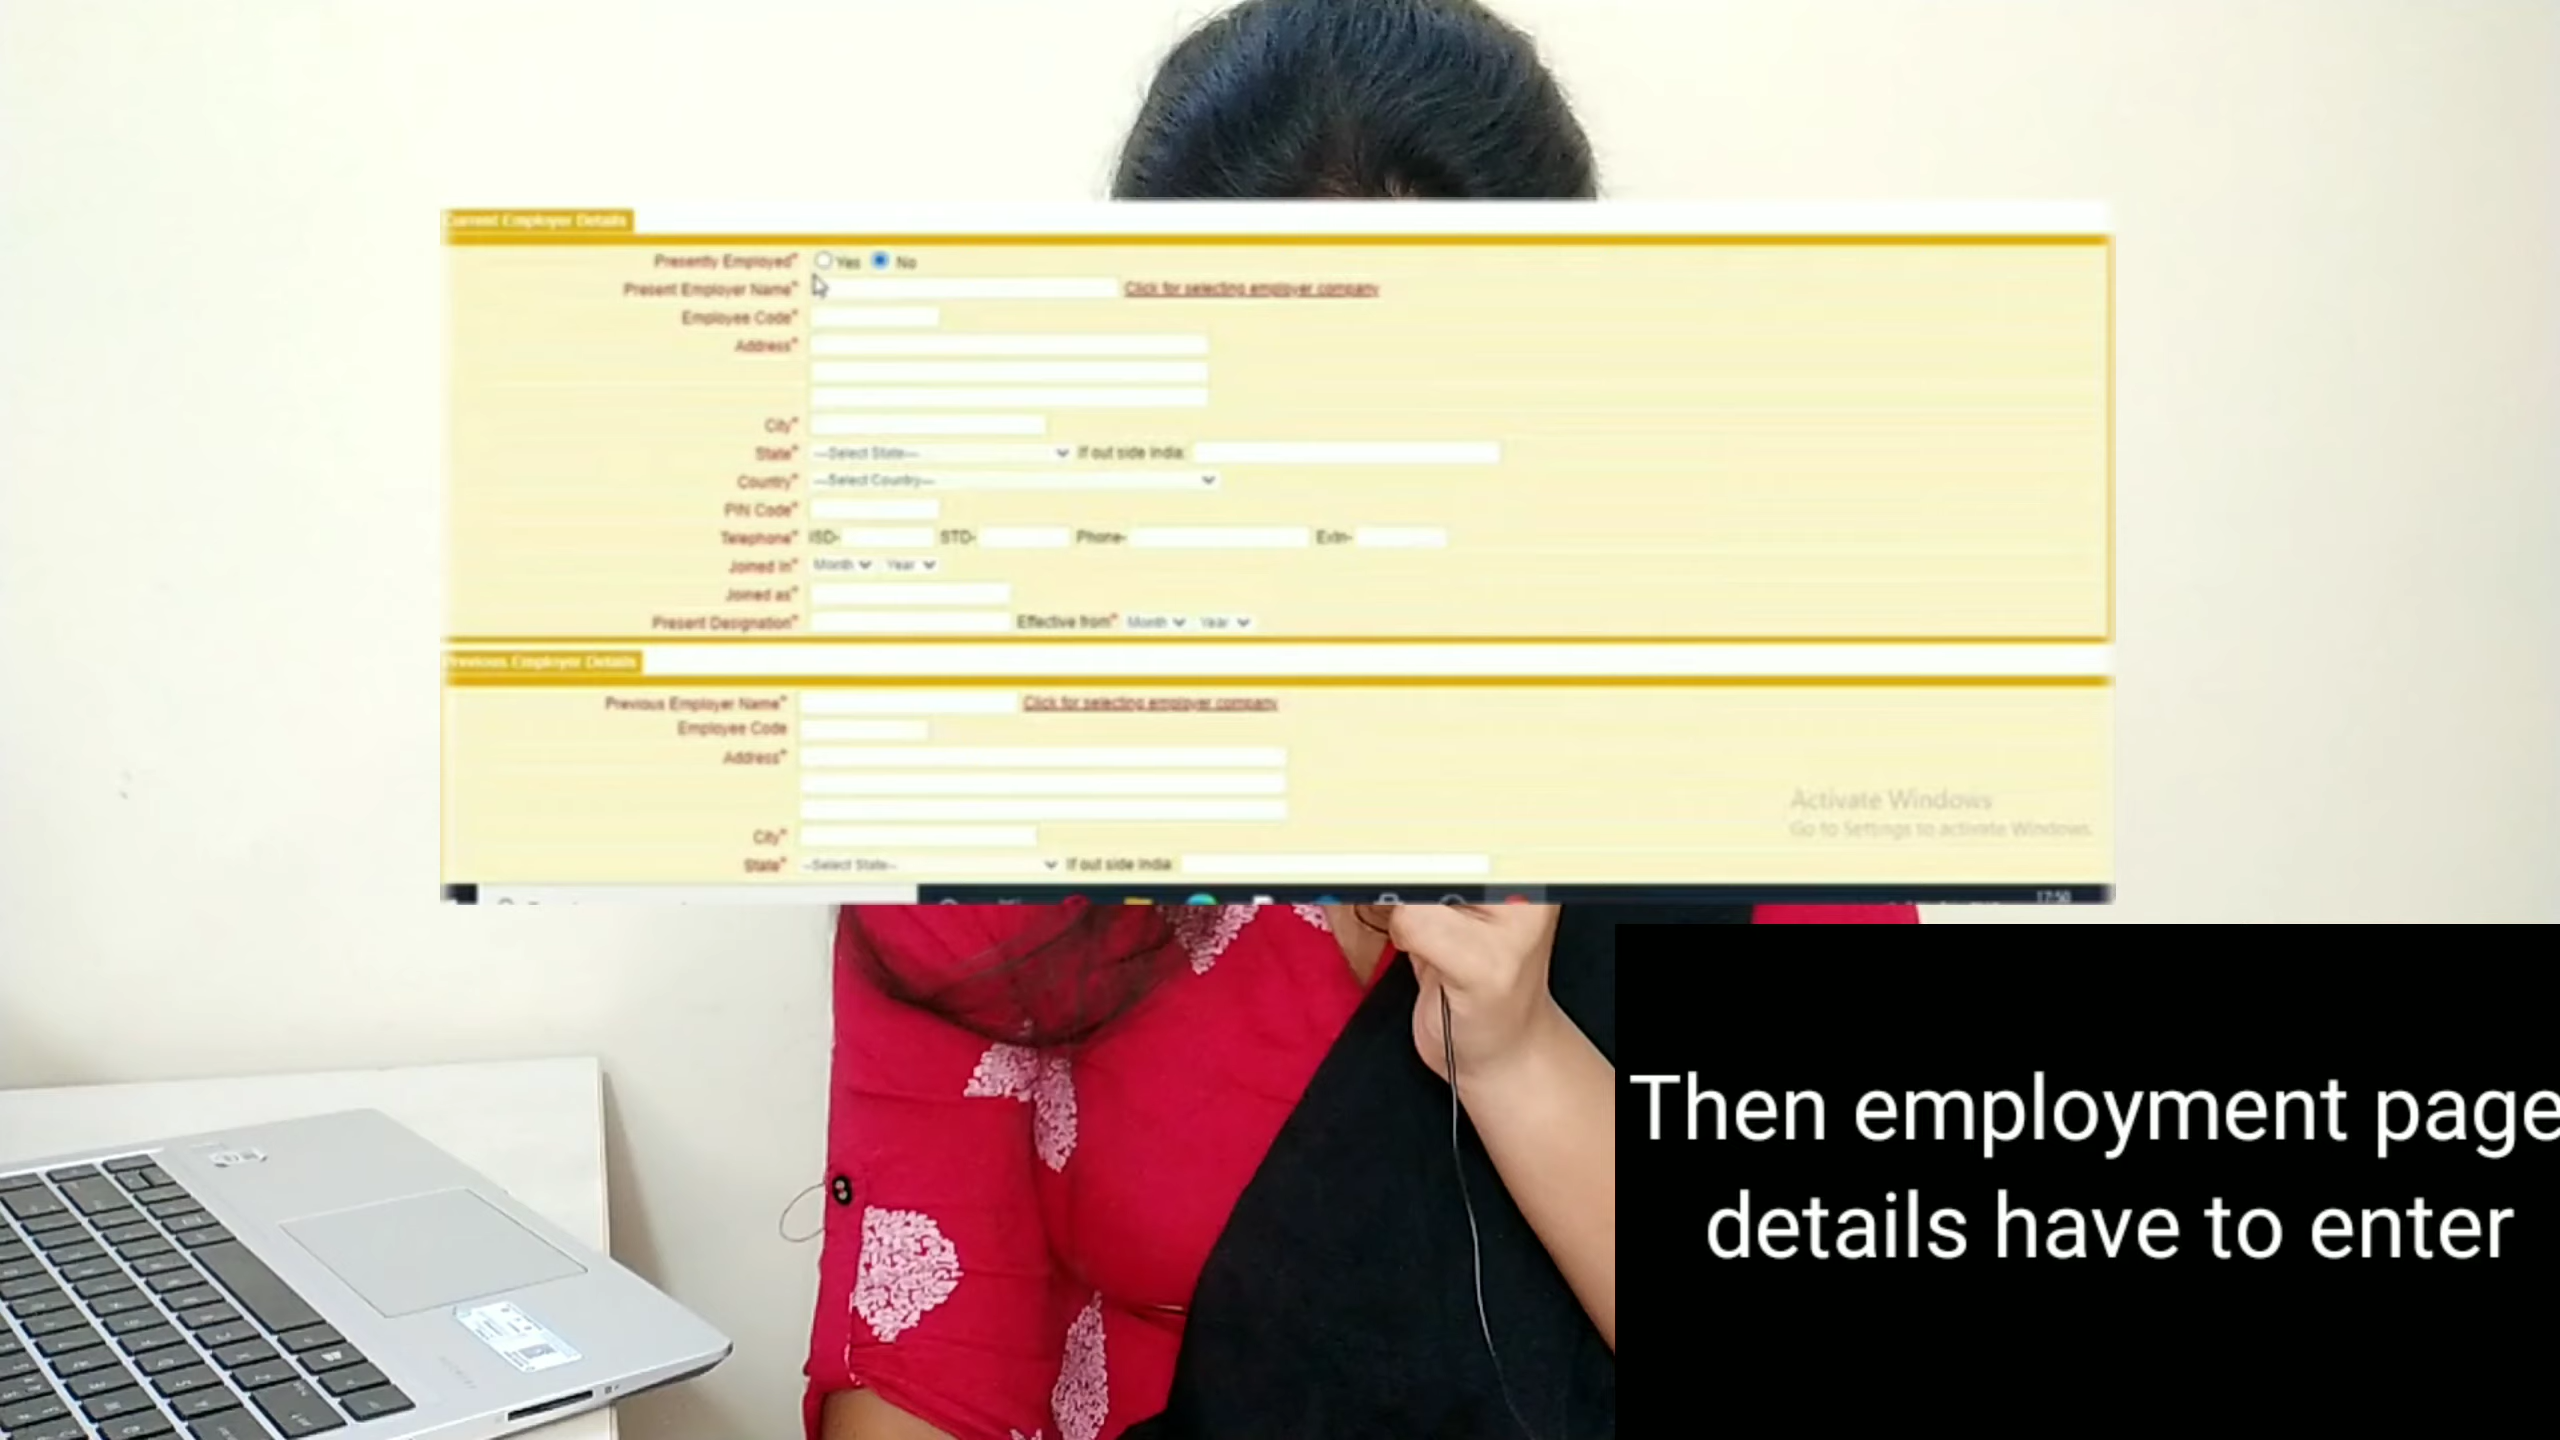 Current Employer Details
Presently Employed* Yes No
Present Employer Name* Click for selecting employer company
Employee Code*
Address*
City*
State* ---Select State--- If out side India:
Country* ---Select Country---
PIN Code*
Telephone* ISD- STD- Phone- Extn-
Joined in* Month Year
Joined as*
Present Designation* Effective from* Month Year
Previous Employer Details
Previous Employer Name* Click for selecting employer company
Employee Code
Address*
City*
State* --Select State-- If out side India:
Activate Windows
Go to Settings to activate Windows.
17:50
Then employment page
details have to enter